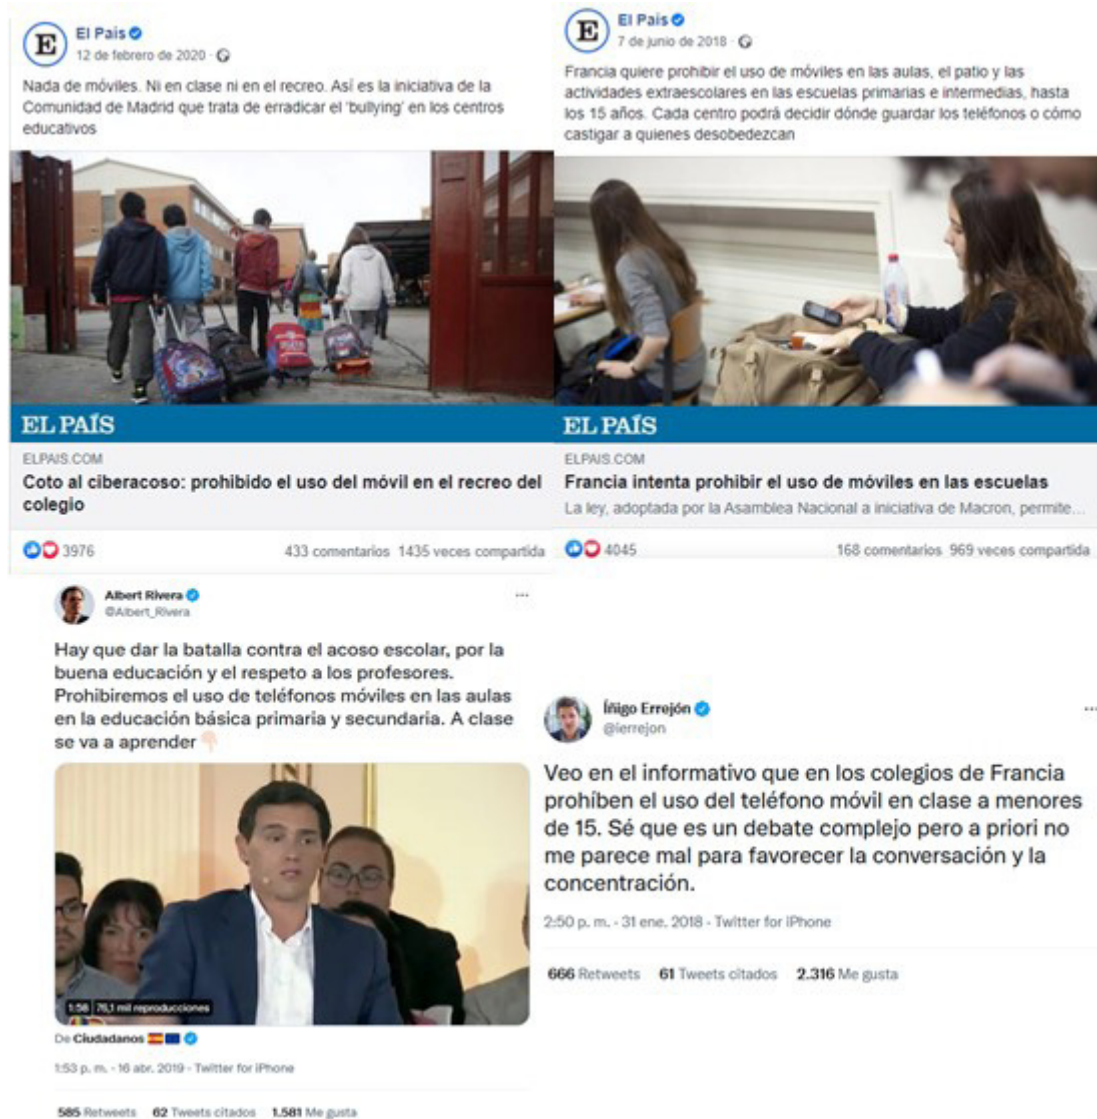 El País
12 de febrero de 2020 ·
Nada de móviles. Ni en clase ni en el recreo. Así es la iniciativa de la
Comunidad de Madrid que trata de erradicar el 'bullying' en los centros
educativos
EL PAÍS
ELPAIS.COM
Coto al ciberacoso: prohibido el uso del móvil en el recreo del
colegio
3976
433 comentarios 1435 veces compartida
El País
7 de junio de 2018 ·
Francia quiere prohibir el uso de móviles en las aulas, el patio y las
actividades extraescolares en las escuelas primarias e intermedias, hasta
los 15 años. Cada centro podrá decidir dónde guardar los teléfonos o cómo
castigar a quienes desobedezcan
EL PAÍS
ELPAIS.COM
Francia intenta prohibir el uso de móviles en las escuelas
La ley, adoptada por la Asamblea Nacional a iniciativa de Macron, permite...
4045
168 comentarios 969 veces compartida
Albert Rivera
@Albert_Rivera
Hay que dar la batalla contra el acoso escolar, por la
buena educación y el respeto a los profesores.
Prohibiremos el uso de teléfonos móviles en las aulas
en la educación básica primaria y secundaria. A clase
se va a aprender
1:58 76,1 mil reproducciones
De Ciudadanos
1:53 p. m. · 16 abr. 2019 · Twitter for iPhone
585 Retweets 62 Tweets citados 1.581 Me gusta
Íñigo Errejón
@ierrejon
Veo en el informativo que en los colegios de Francia
prohíben el uso del teléfono móvil en clase a menores
de 15. Sé que es un debate complejo pero a priori no
me parece mal para favorecer la conversación y la
concentración.
2:50 p. m. · 31 ene. 2018 · Twitter for iPhone
666 Retweets 61 Tweets citados 2.316 Me gusta